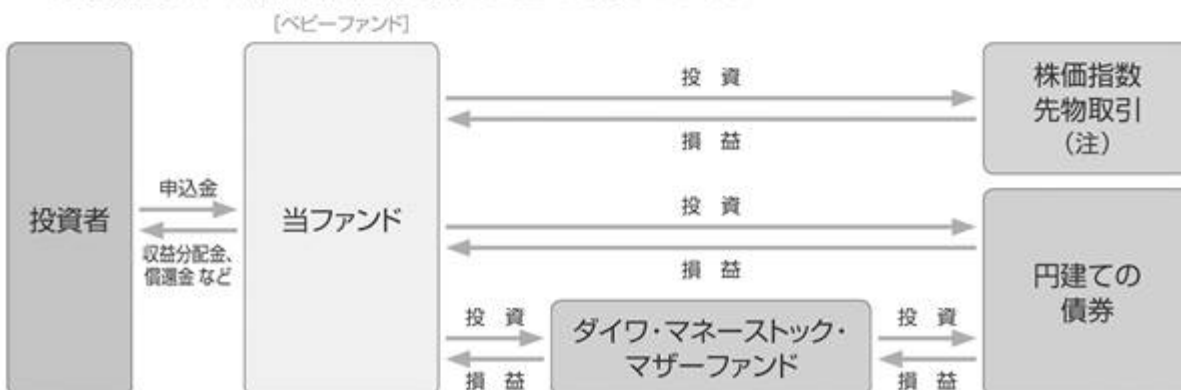 [ベビーファンド]
投資者
申込金
収益分配金、
償還金 など
当ファンド
投 資
損 益
株価指数
先物取引
(注)
投 資
損 益
円建ての
債券
投 資
損 益
ダイワ・マネーストック・
マザーファンド
投 資
損 益